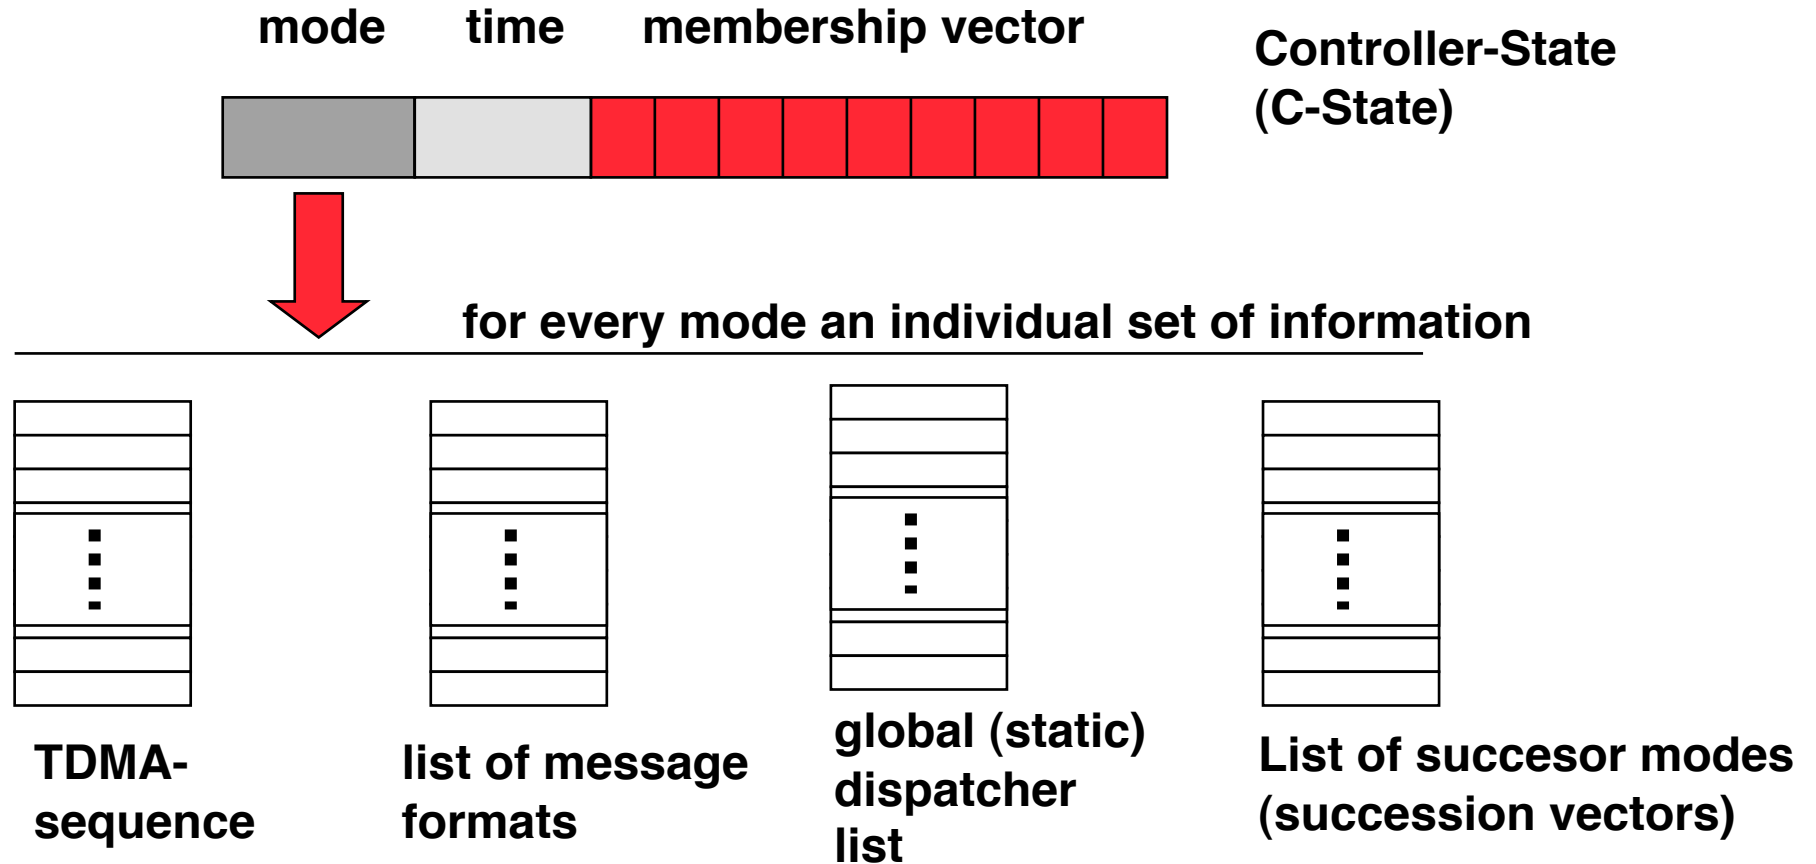 mode time membership vector
Controller-State
(C-State)
for every mode an individual set of information
TDMA-
sequence
list of message
formats
global (static)
dispatcher
list
List of succesor modes
(succession vectors)